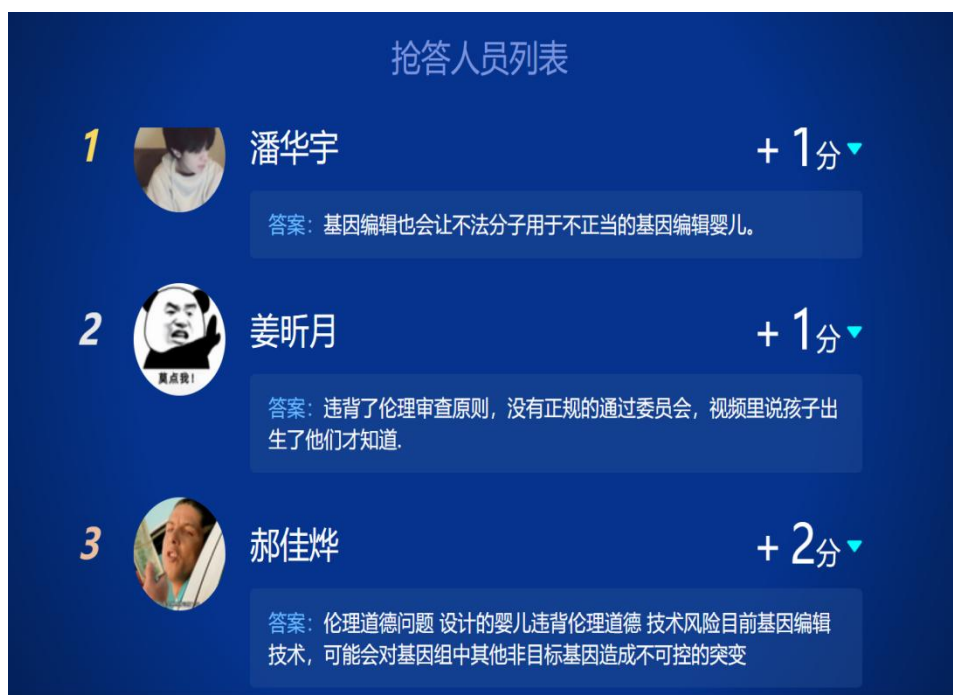 抢答人员列表
1
潘华宇
+ 1分
答案：基因编辑也会让不法分子用于不正当的基因编辑婴儿。
2
莫点我!
姜昕月
+ 1分
答案：违背了伦理审查原则，没有正规的通过委员会，视频里说孩子出
生了他们才知道.
3
郝佳烨
+ 2分
答案：伦理道德问题 设计的婴儿违背伦理道德 技术风险目前基因编辑
技术，可能会对基因组中其他非目标基因造成不可控的突变